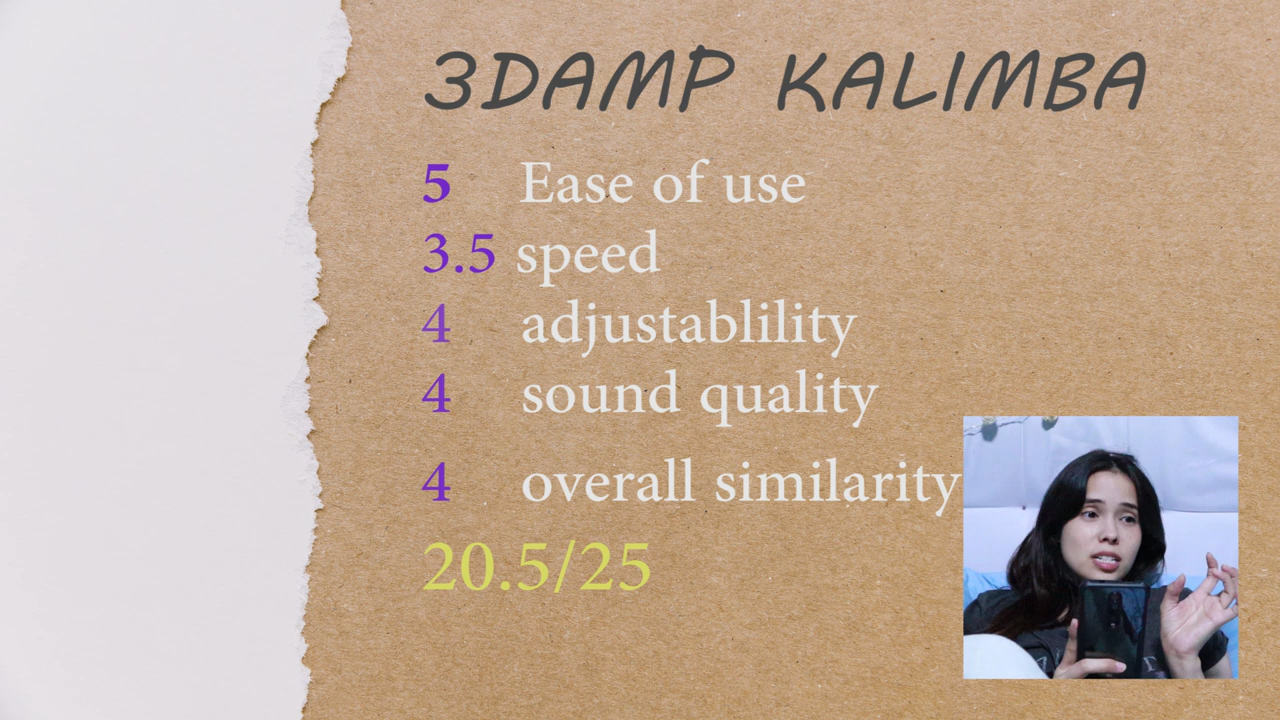 3DAMP KALIMBA
5 Ease of use
3.5 speed
4 adjustablility
4 sound quality
4 overall similarity
20.5/25